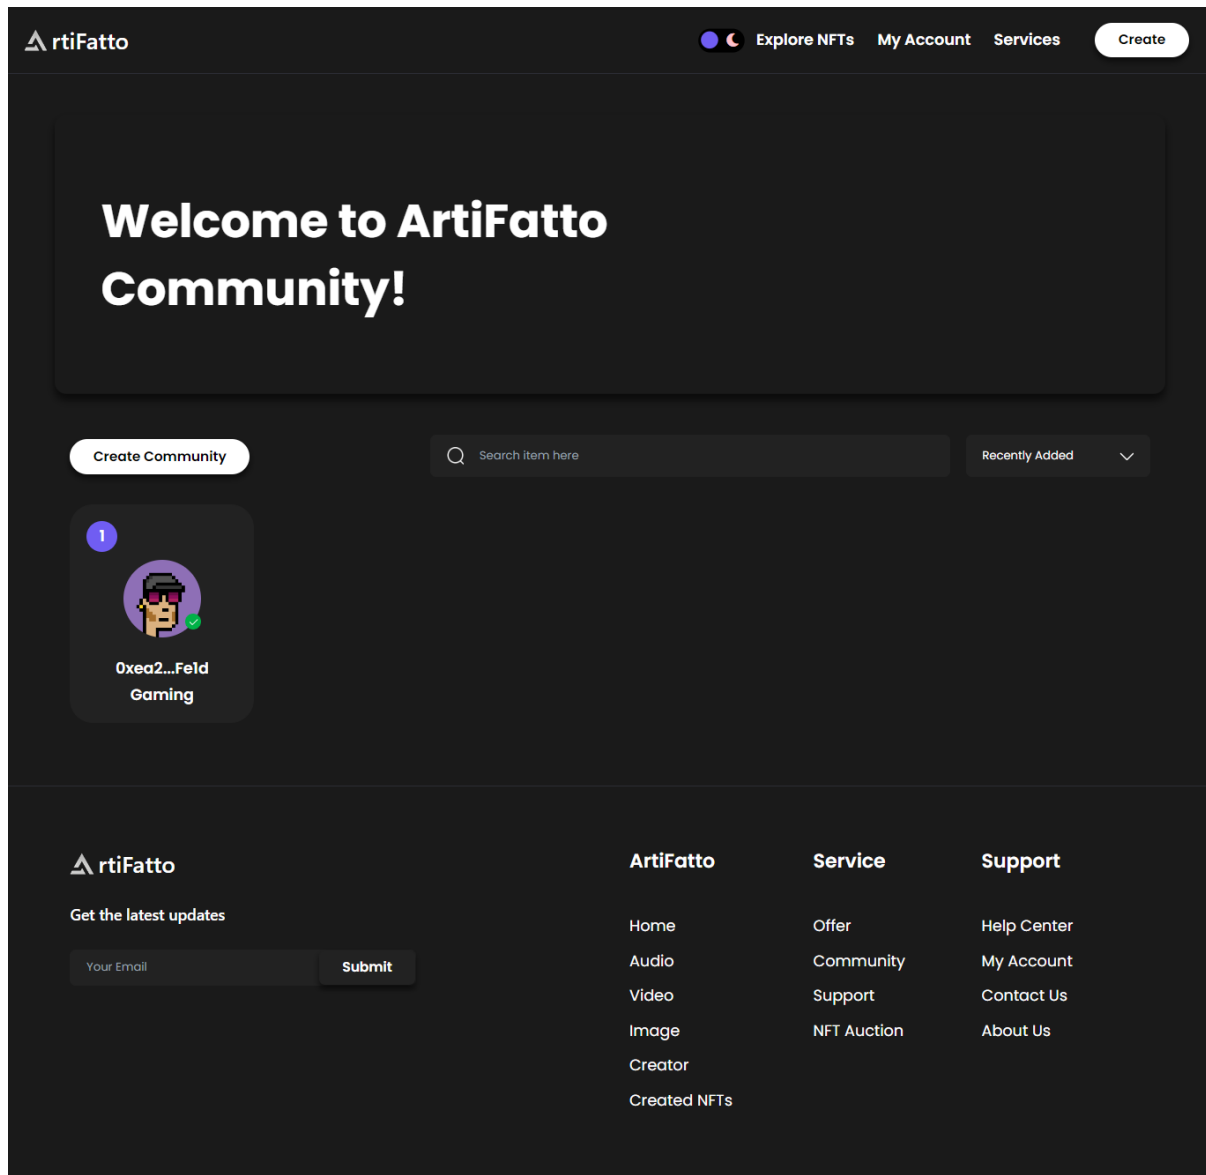 rtiFatto
Explore NFTs My Account Services Create
Welcome to ArtiFatto
Community!
Create Community
Search item here
Recently Added
1
0xea2...Fe1d
Gaming
rtiFatto
Get the latest updates
Your Email Submit
ArtiFatto
Home
Audio
Video
Image
Creator
Created NFTs
Service
Offer
Community
Support
NFT Auction
Support
Help Center
My Account
Contact Us
About Us